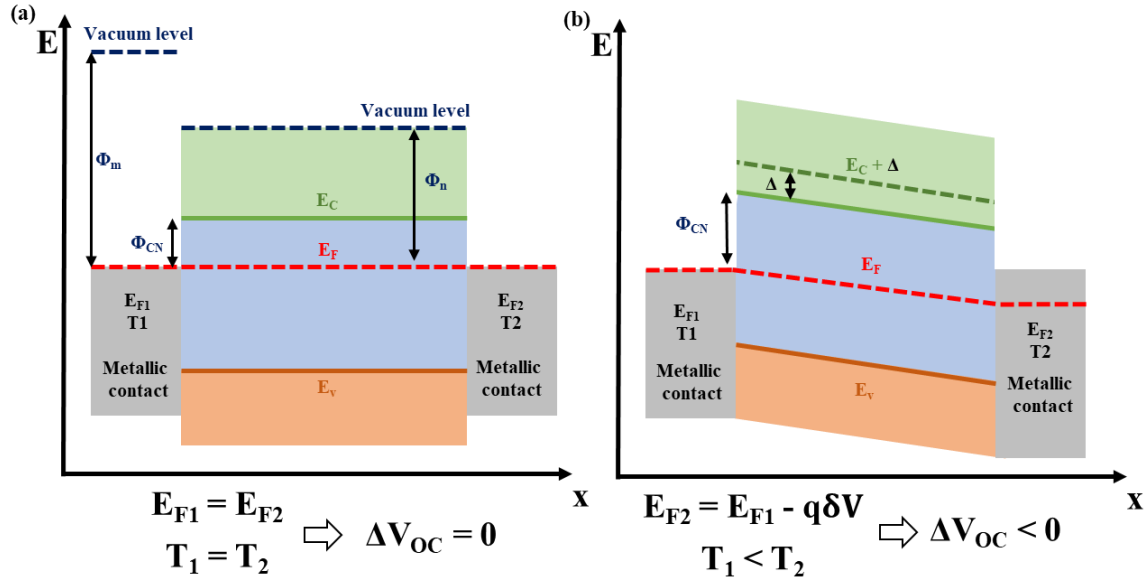 (a)
E
Vacuum level
Vacuum level
Φm
Φn
EC
ΦCN
EF
EF1
T1
Metallic
contact
EF2
T2
Metallic
contact
Ev
x
EF1 = EF2
T1 = T2
⇨ ΔVOC = 0
(b)
E
EC + Δ
Δ
ΦCN
EF
EF1
T1
Metallic
contact
EF2
T2
Metallic
contact
Ev
x
EF2 = EF1 - qδV
T1 < T2
⇨ ΔVOC < 0